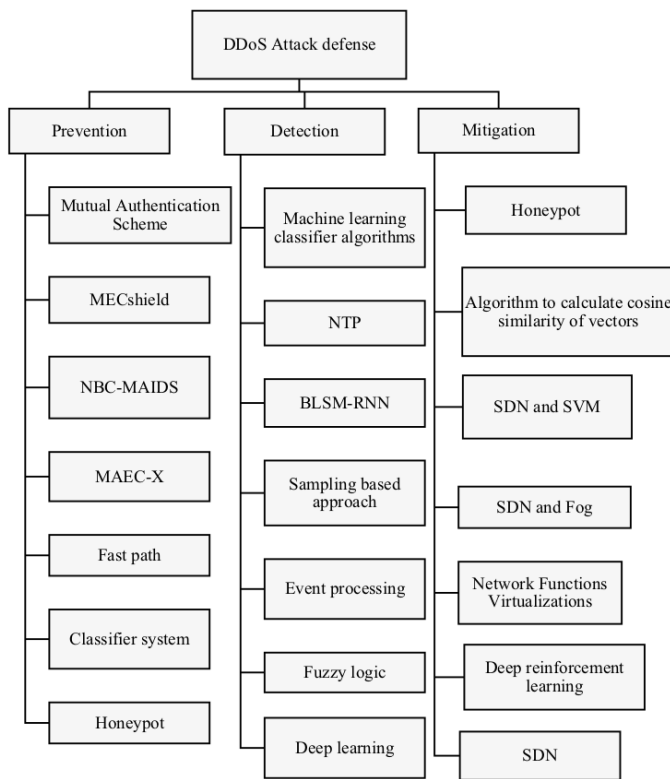 DDoS Attack defense
Prevention
Mutual Authentication
Scheme
MECshield
NBC-MAIDS
MAEC-X
Fast path
Classifier system
Honeypot
Detection
Machine learning
classifier algorithms
NTP
BLSM-RNN
Sampling based
approach
Event processing
Fuzzy logic
Deep learning
Mitigation
Honeypot
Algorithm to calculate cosine
similarity of vectors
SDN and SVM
SDN and Fog
Network Functions
Virtualizations
Deep reinforcement
learning
SDN